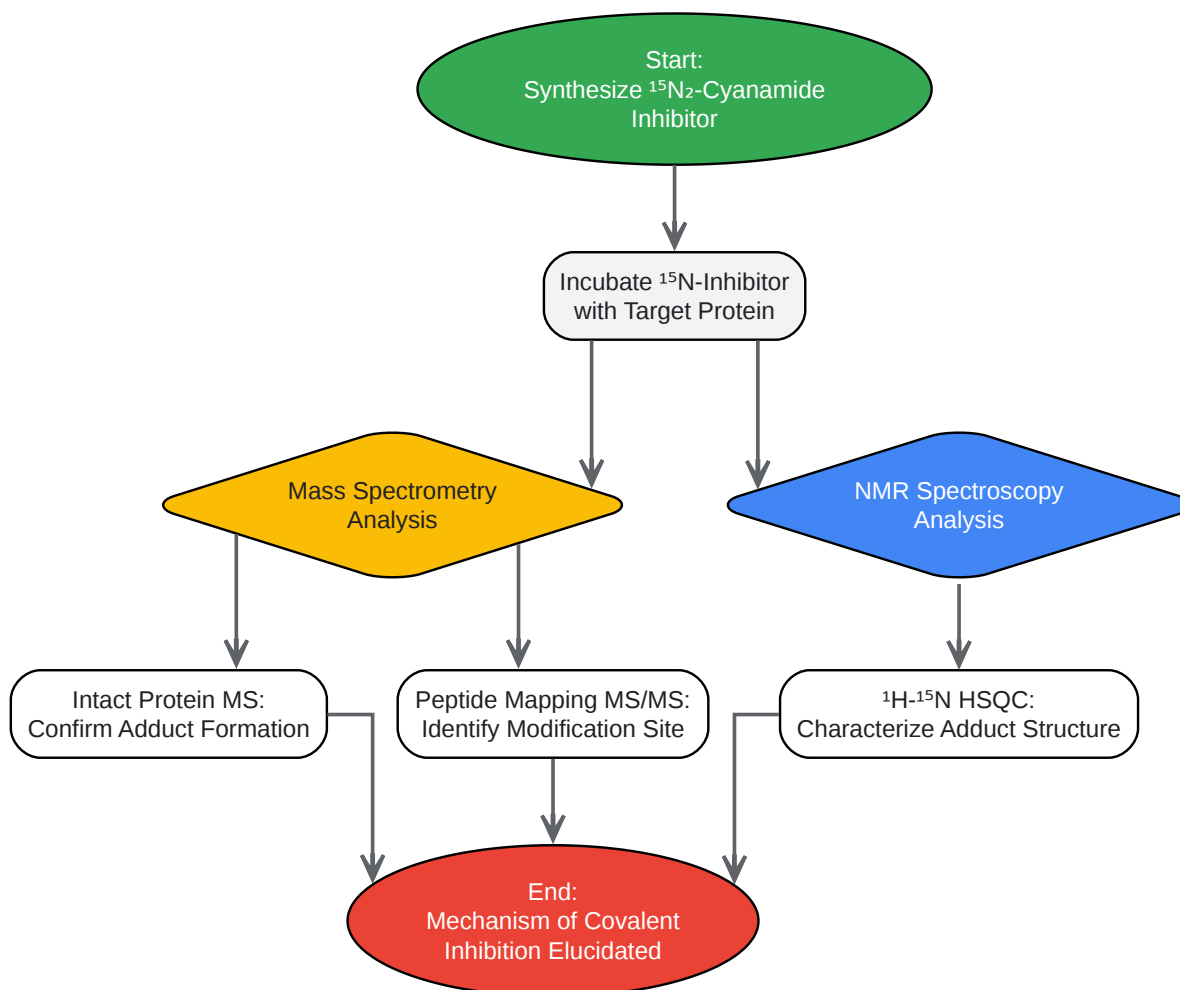 Start:
Synthesize ¹⁵N₂-Cyanamide
Inhibitor
Incubate ¹⁵N-Inhibitor
with Target Protein
Mass Spectrometry
Analysis
NMR Spectroscopy
Analysis
Intact Protein MS:
Confirm Adduct Formation
Peptide Mapping MS/MS:
Identify Modification Site
¹H-¹⁵N HSQC:
Characterize Adduct Structure
End:
Mechanism of Covalent
Inhibition Elucidated